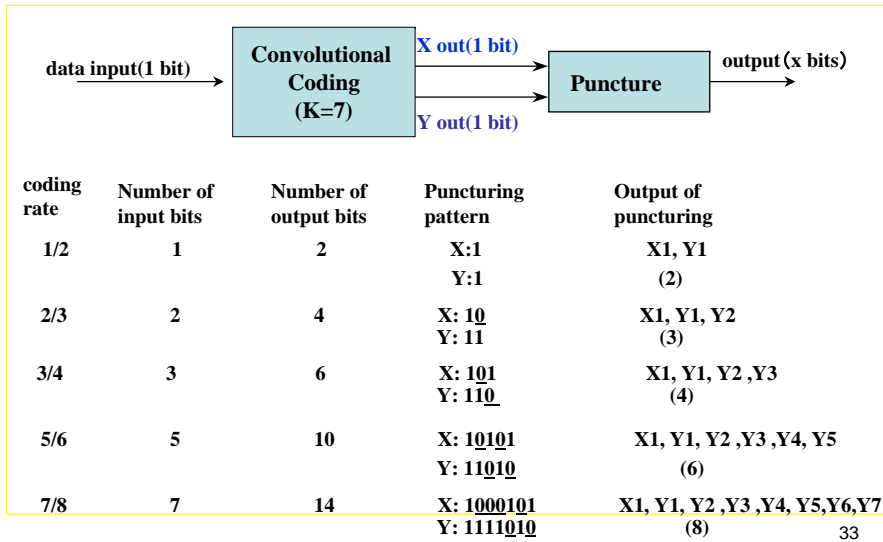 data input(1 bit)
Convolutional
Coding
(K=7)
X out(1 bit)
Y out(1 bit)
Puncture
output(x bits)
coding
rate
Number of
input bits
Number of
output bits
Puncturing
pattern
Output of
puncturing
1/2 1 2 X:1 X1, Y1
Y:1 (2)
2/3 2 4 X: 10 X1, Y1, Y2
Y: 11 (3)
3/4 3 6 X: 101 X1, Y1, Y2 ,Y3
Y: 110 (4)
5/6 5 10 X: 10101 X1, Y1, Y2 ,Y3 ,Y4, Y5
Y: 11010 (6)
7/8 7 14 X: 1000101 X1, Y1, Y2 ,Y3 ,Y4, Y5,Y6,Y7
Y: 1111010 (8)
33